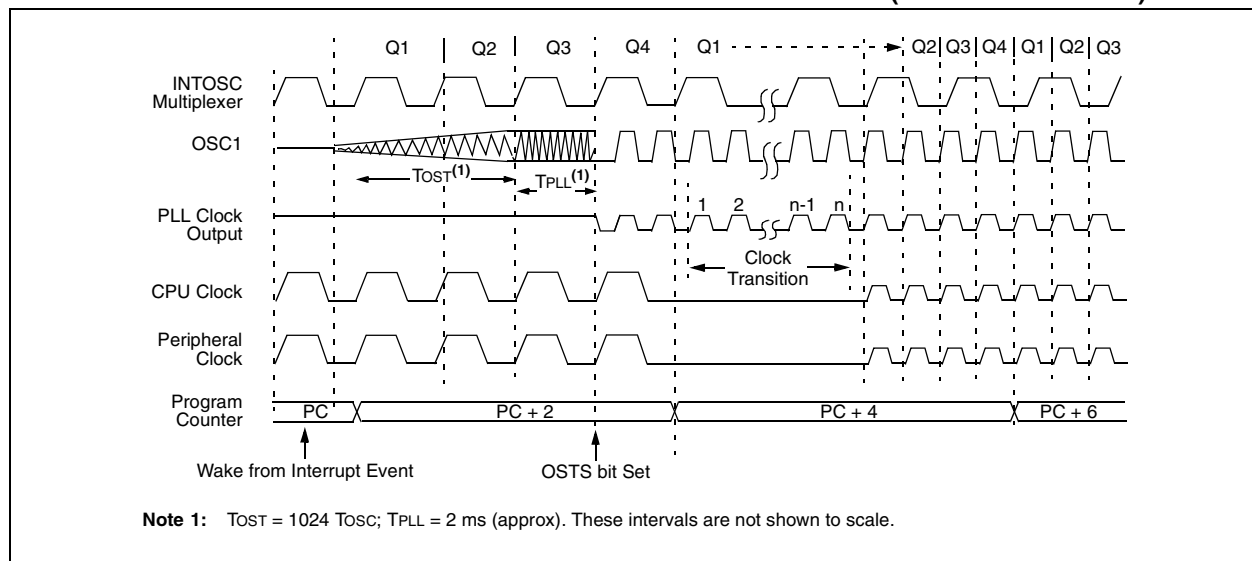 Q1 Q2 Q3 Q4 Q1 Q2 Q3 Q4 Q1 Q2 Q3
INTOSC
Multiplexer
OSC1
TOST(1) TPLL(1)
PLL Clock
Output
1 2 n-1 n
Clock
Transition
CPU Clock
Peripheral
Clock
Program
Counter
PC PC + 2 PC + 4 PC + 6
Wake from Interrupt Event OSTS bit Set
Note 1: TOST = 1024 TOSC; TPLL = 2 ms (approx). These intervals are not shown to scale.